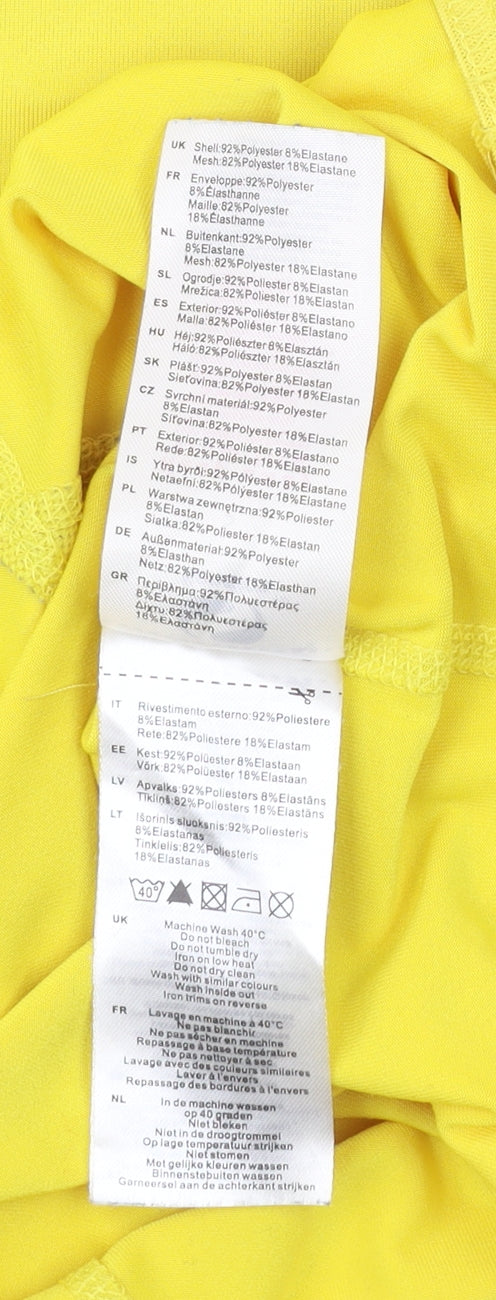 UK Shell:92%Polyester 8%Elastane
Mesh:82%Polyester 18%Elastane
FR Enveloppe:92%Polyester
8%Élasthanne
Maille:82%Polyester
18%Élasthanne
NL Buitenkant:92%Polyester
8%Elastane
Mesh:82%Polyester 18%Elastane
SL Ogrodje:92%Polyester 8%Elastan
Mrežica:82%Polyester 18%Elastan
ES Exterior:92%Poliéster 8%Elastano
Malla:82%Poliéster 18%Elastano
HU Héj:92%Poliészter 8%Elasztán
Háló:82%Poliészter 18%Elasztán
SK Plášť:92%Polyester 8%Elastan
Sieťovina:82%Polyester 18%Elastan
CZ Svrchní materiál:92%Polyester
8%Elastan
Síťovina:82%Polyester 18%Elastan
PT Exterior:92%Poliéster 8%Elastano
Rede:82%Poliéster 18%Elastano
IS Ytra byrði:92%Pólýester 8%Elastane
Netaefni:82%Pólýester 18%Elastane
PL Warstwa zewnętrzna:92%Poliester
8%Elastan
Siatka:82%Poliester 18%Elastan
DE Außenmaterial:92%Polyester
8%Elasthan
Netz:82%Polyester 18%Elasthan
GR Περίβλημα:92%Πολυεστέρας
8%Ελαστάνη
Δίχτυ:82%Πολυεστέρας
18%Ελαστάνη
IT Rivestimento esterno:92%Poliestere
8%Elastam
Rete:82%Poliestere 18%Elastam
EE Kest:92%Polüester 8%Elastaan
Võrk:82%Polüester 18%Elastaan
LV Apvalks:92%Poliesters 8%Elastāns
Tīkliņš:82%Poliesters 18%Elastāns
LT Išorinis sluoksnis:92%Poliesteris
8%Elastanas
Tinklelis:82%Poliesteris
18%Elastanas
40°
UK Machine Wash 40°C
Do not bleach
Do not tumble dry
Iron on low heat
Do not dry clean
Wash with similar colours
Wash inside out
Iron trims on reverse
FR Lavage en machine à 40°C
Ne pas blanchir
Ne pas sécher en machine
Repassage à base température
Ne pas nettoyer à sec
Lavage avec des couleurs similaires
Laver à l'envers
Repassage des bordures à l'envers
NL In de machine wassen
op 40 graden
Niet bleken
Niet in de droogtrommel
Op lage temperatuur strijken
Niet stomen
Met gelijke kleuren wassen
Binnenstebuiten wassen
Garneersel aan de achterkant strijken